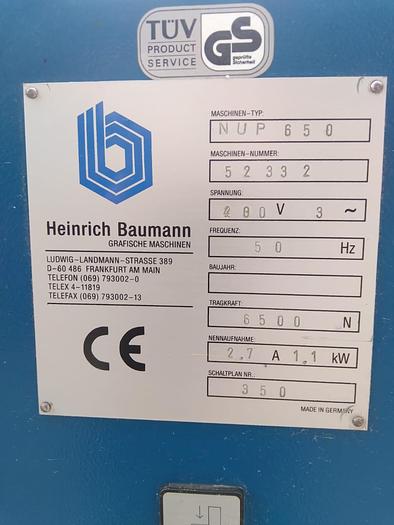 TÜV
PRODUCT
SERVICE
GS
geprüfte
Sicherheit
Heinrich Baumann
GRAFISCHE MASCHINEN
LUDWIG-LANDMANN-STRASSE 389
D-60 486 FRANKFURT AM MAIN
TELEFON (069) 793002-0
TELEX 4-11819
TELEFAX (069) 793002-13
CE
MASCHINEN-TYP:
NUP 650
MASCHINEN-NUMMER:
52332
SPANNUNG:
V 3 ~
FREQUENZ:
50 Hz
BAUJAHR:
TRAGKRAFT:
6500 N
NENNAUFNAHME:
2,7 A 1,1 kW
SCHALTPLAN NR.:
350
MADE IN GERMANY